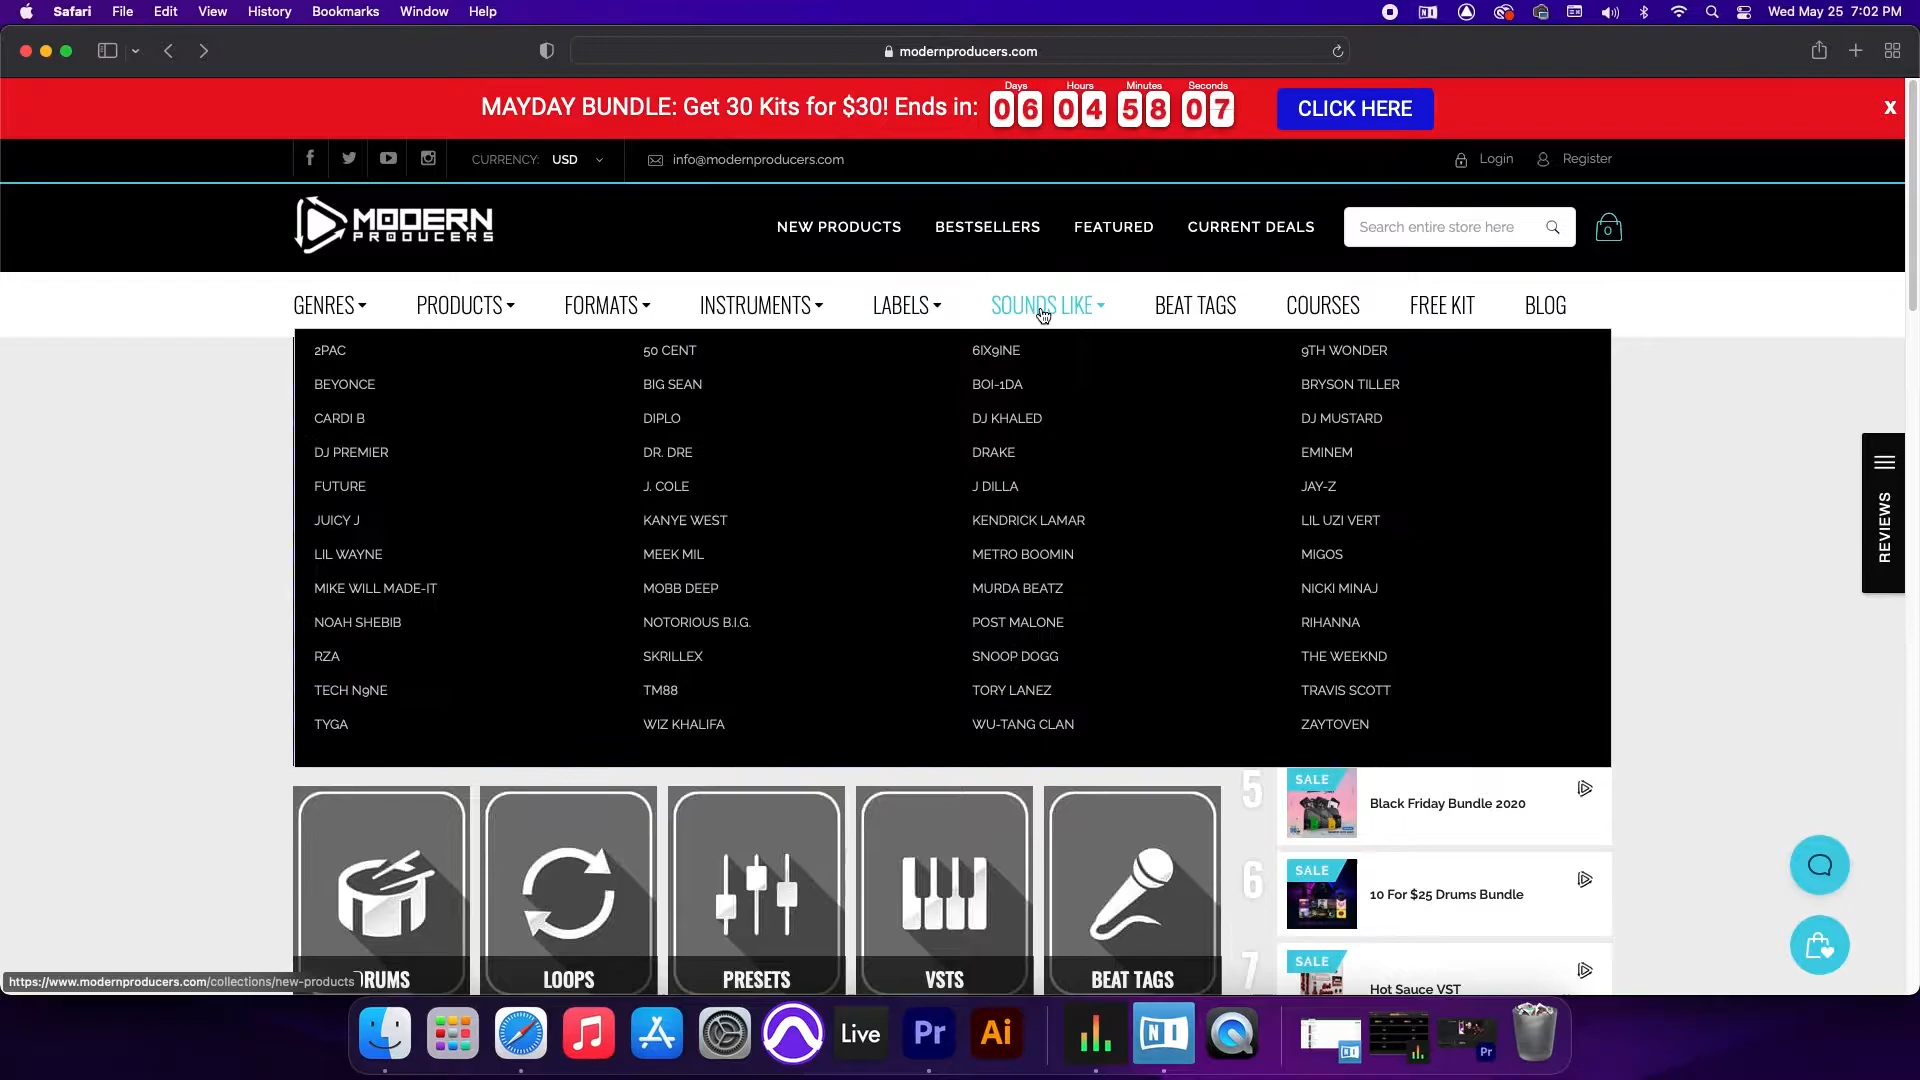 Safari File Edit View History Bookmarks Window Help Wed May 25 7:02 PM
modernproducers.com
MAYDAY BUNDLE: Get 30 Kits for $30! Ends in: Days 06 Hours 04 Minutes 58 Seconds 07 CLICK HERE X
CURRENCY: USD info@modernproducers.com Login Register
MODERN
PRODUCERS
NEW PRODUCTS BESTSELLERS FEATURED CURRENT DEALS Search entire store here 0
GENRES PRODUCTS FORMATS INSTRUMENTS LABELS SOUNDS LIKE BEAT TAGS COURSES FREE KIT BLOG
2PAC 50 CENT 6IX9INE 9TH WONDER
BEYONCE BIG SEAN BOI-1DA BRYSON TILLER
CARDI B DIPLO DJ KHALED DJ MUSTARD
DJ PREMIER DR. DRE DRAKE EMINEM
FUTURE J. COLE J DILLA JAY-Z
JUICY J KANYE WEST KENDRICK LAMAR LIL UZI VERT
LIL WAYNE MEEK MIL METRO BOOMIN MIGOS
MIKE WILL MADE-IT MOBB DEEP MURDA BEATZ NICKI MINAJ
NOAH SHEBIB NOTORIOUS B.I.G. POST MALONE RIHANNA
RZA SKRILLEX SNOOP DOGG THE WEEKND
TECH N9NE TM88 TORY LANEZ TRAVIS SCOTT
TYGA WIZ KHALIFA WU-TANG CLAN ZAYTOVEN
REVIEWS
5 SALE Black Friday Bundle 2020
6 SALE 10 For $25 Drums Bundle
7 SALE Hot Sauce VST
DRUMS LOOPS PRESETS VSTS BEAT TAGS
https://www.modernproducers.com/collections/new-products
Live Pr Ai NI Pr